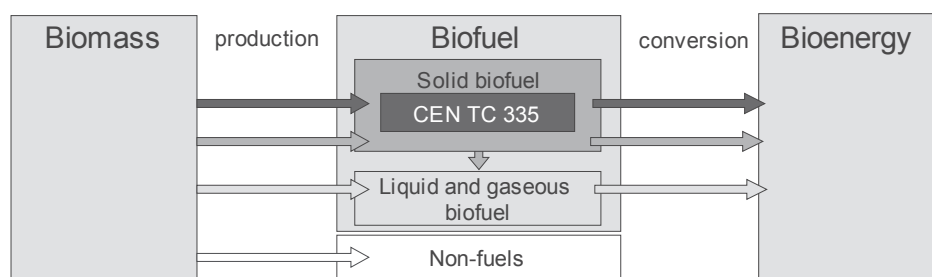 Biomass
production
Biofuel
conversion
Bioenergy
Solid biofuel
CEN TC 335
Liquid and gaseous
biofuel
Non-fuels